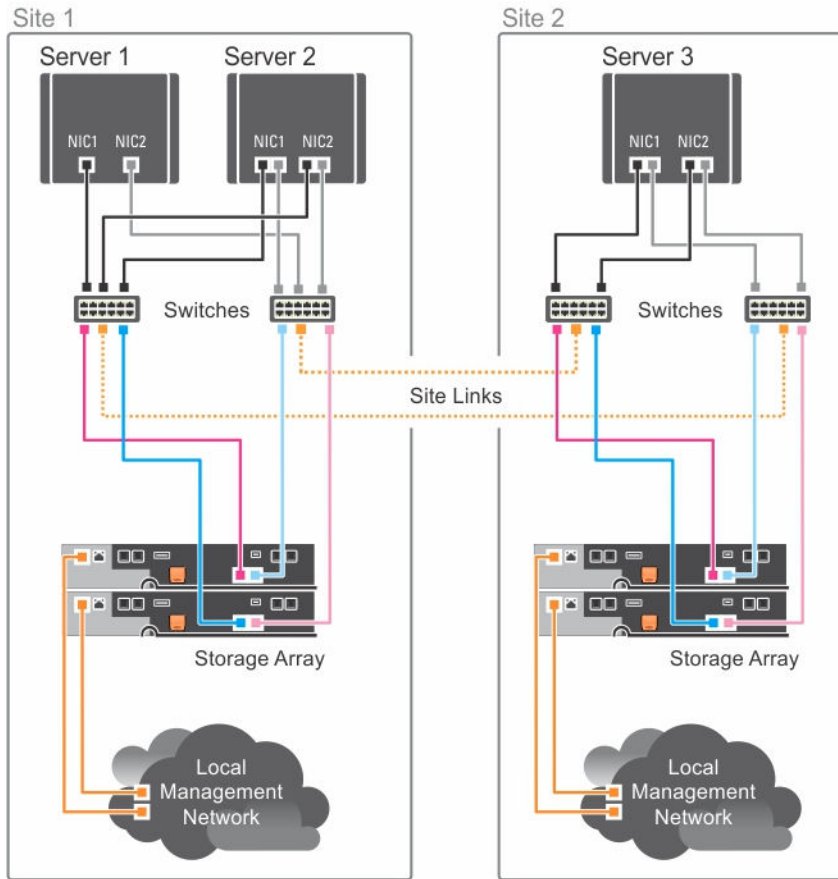 Site 1
Site 2
Server 1
Server 2
Server 3
NIC1
NIC2
NIC1
NIC2
NIC1
NIC2
Switches
Switches
Site Links
Storage Array
Storage Array
Local
Management
Network
Local
Management
Network